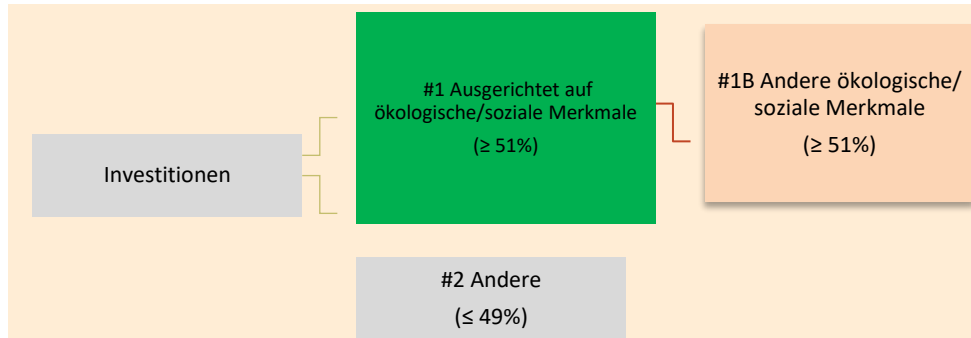 Investitionen
#1 Ausgerichtet auf
ökologische/soziale Merkmale
(≥ 51%)
#1B Andere ökologische/
soziale Merkmale
(≥ 51%)
#2 Andere
(≤ 49%)